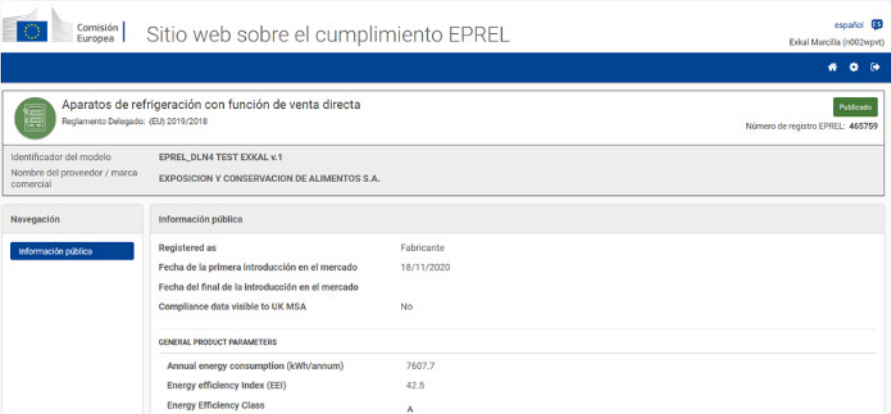 Comisión
Europea
Sitio web sobre el cumplimiento EPREL
español ES
Exkal Marcilla (n002wpvt)
Aparatos de refrigeración con función de venta directa
Reglamento Delegado: (EU) 2019/2018
Publicado
Número de registro EPREL: 465759
Identificador del modelo EPREL_DLN4 TEST EXKAL v.1
Nombre del proveedor / marca
comercial EXPOSICION Y CONSERVACION DE ALIMENTOS S.A.
Navegación
Información pública
Información pública
Registered as Fabricante
Fecha de la primera introducción en el mercado 18/11/2020
Fecha del final de la introducción en el mercado
Compliance data visible to UK MSA No
GENERAL PRODUCT PARAMETERS
Annual energy consumption (kWh/annum) 7607.7
Energy efficiency Index (EEI) 42.5
Energy Efficiency Class A